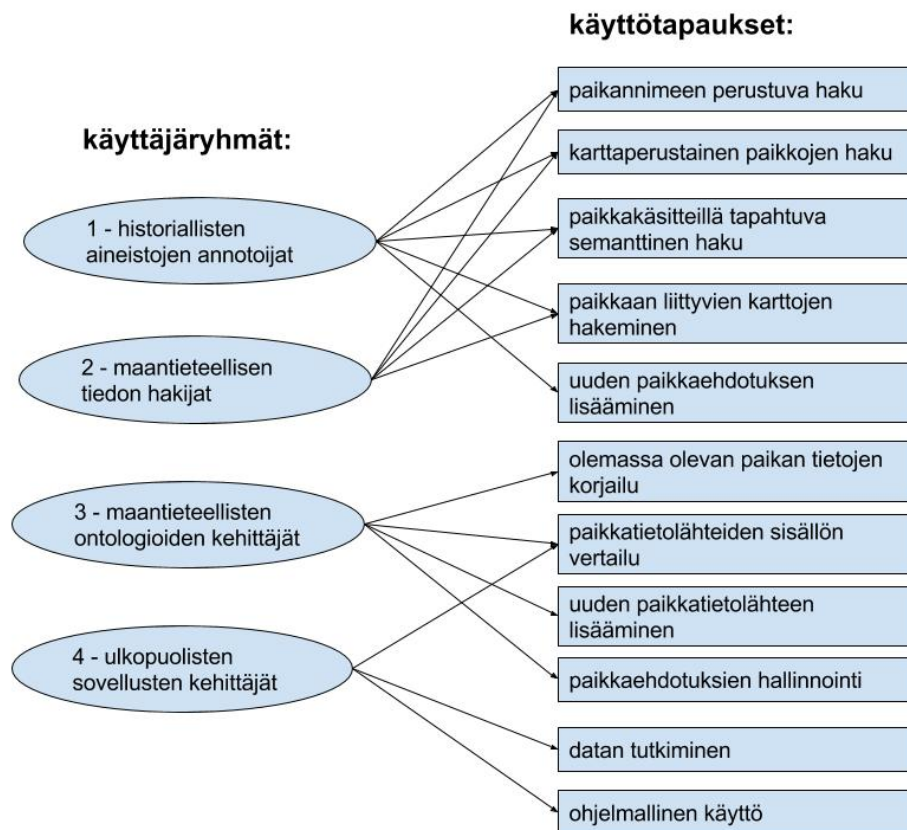 käyttötapaukset:
käyttäjäryhmät:
1 - historiallisten
aineistojen annotoijat
2 - maantieteellisen
tiedon hakijat
3 - maantieteellisten
ontologioiden kehittäjät
4 - ulkopuolisten
sovellusten kehittäjät
paikannimeen perustuva haku
karttaperustainen paikkojen haku
paikkakäsitteillä tapahtuva
semanttinen haku
paikkaan liittyvien karttojen
hakeminen
uuden paikkaehdotuksen
lisääminen
olemassa olevan paikan tietojen
korjailu
paikkatietolähteiden sisällön
vertailu
uuden paikkatietolähteen
lisääminen
paikkaehdotuksien hallinnointi
datan tutkiminen
ohjelmallinen käyttö